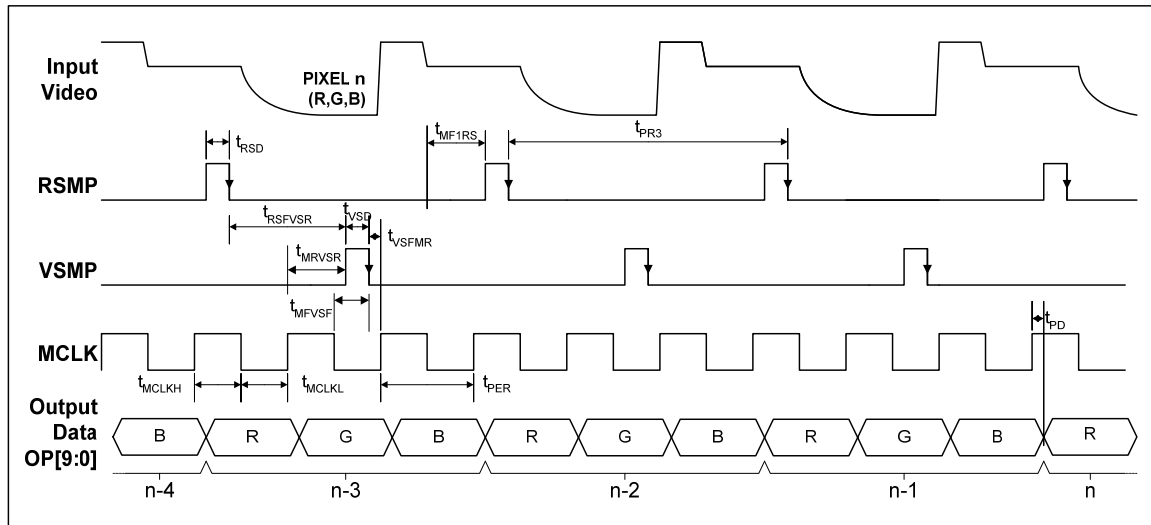 Input
Video
PIXEL n
(R,G,B)
tRSD
tMF1RS
tPR3
RSMP
tRSFVSR
tVSD
tVSFMR
tMRVSR
VSMP
tMFVSF
tPD
MCLK
tMCLKH
tMCLKL
tPER
Output
Data
OP[9:0]
B R G B R G B R G B R
n-4 n-3 n-2 n-1 n